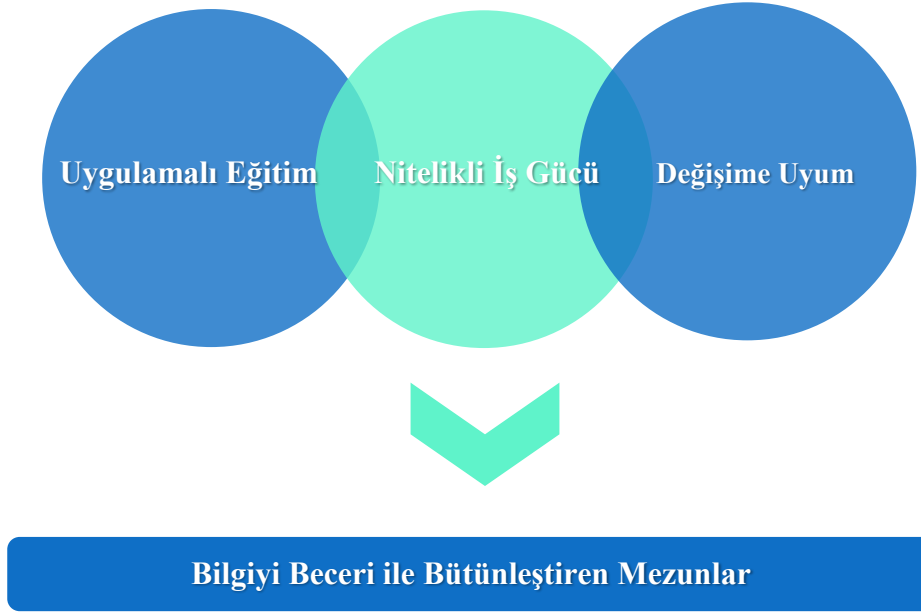 Uygulamalı Eğitim
Nitelikli İş Gücü
Değişime Uyum
Bilgiyi Beceri ile Bütünleştiren Mezunlar